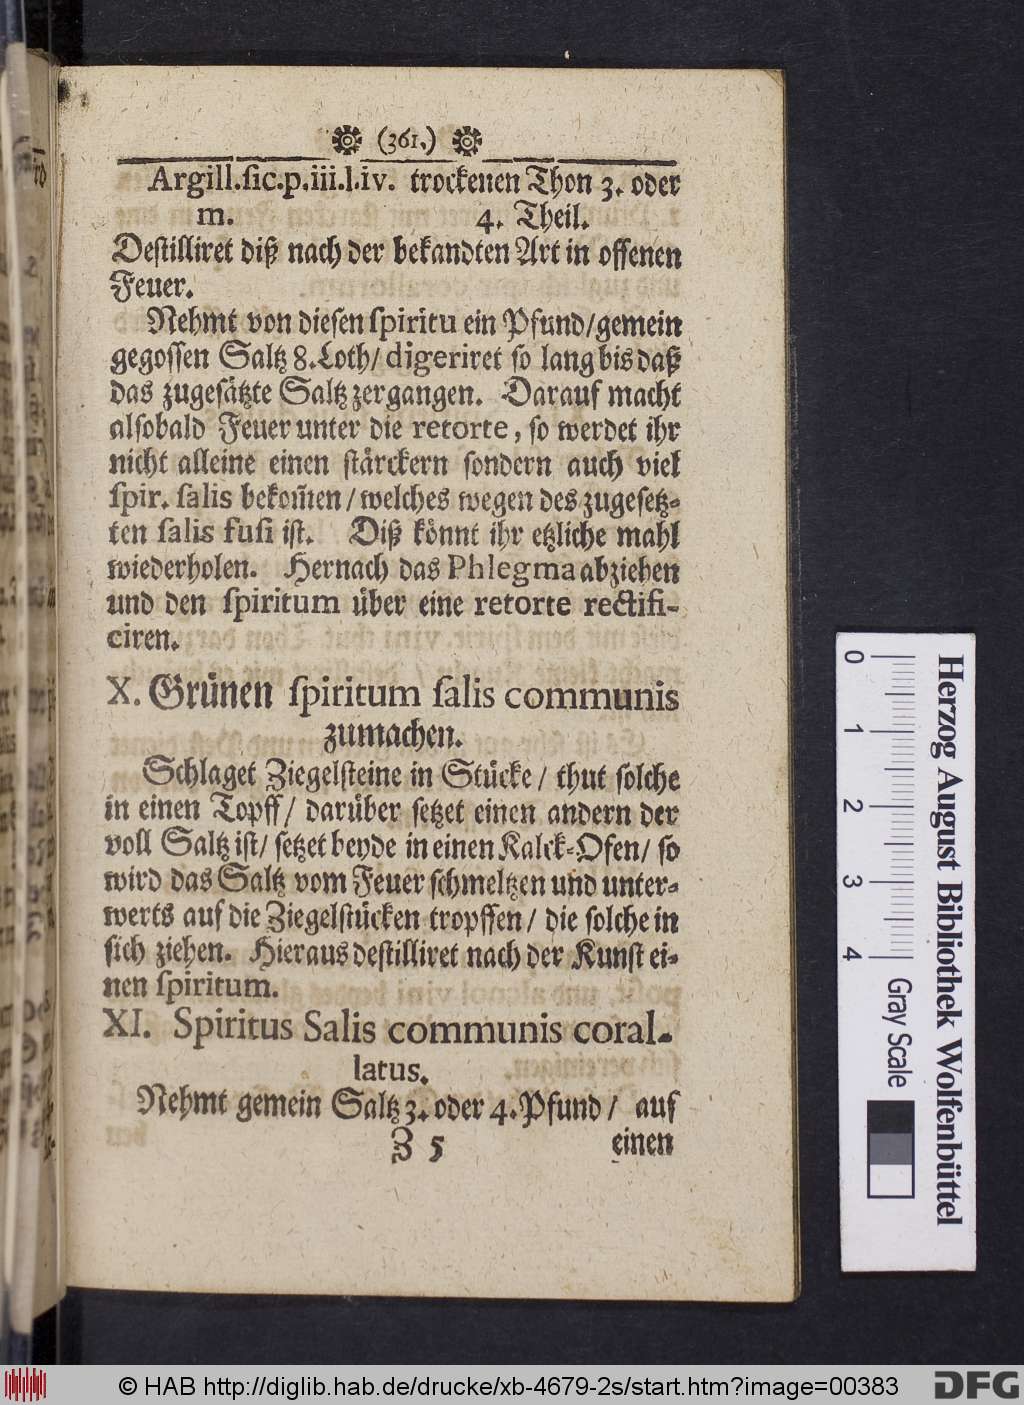 (361.)
Argill.sic.p.iii.l.iv. trockenen Thon 3. oder
m. 4. Theil.
Destilliret diß nach der bekandten Art in offenen
Feuer.
Nehmt von diesen spiritu ein Pfund/gemein
gegossen Saltz 8.Loth/ digeriret so lang bis daß
das zugesätzte Saltz zergangen. Darauf macht
alsobald Feuer unter die retorte, so werdet ihr
nicht alleine einen stärckern sondern auch viel
spir. salis bekom̃en/welches wegen des zugesetz-
ten salis fusi ist. Diß könnt ihr etzliche mahl
wiederholen. Hernach das Phlegma abziehen
und den spiritum über eine retorte rectifi-
ciren.
X. Grünen spiritum salis communis
zumachen.
Schlaget Ziegelsteine in Stücke/ thut solche
in einen Topff/ darüber setzet einen andern der
voll Saltz ist/ setzet beyde in einen Kalck-Ofen/ so
wird das Saltz vom Feuer schmeltzen und unter-
werts auf die Ziegelstücken tropffen/ die solche in
sich ziehen. Hieraus destilliret nach der Kunst ei-
nen spiritum.
XI. Spiritus Salis communis coral-
latus.
Nehmt gemein Saltz 3. oder 4. Pfund/ auf
Z 5 einen
0 1 2 3 4
Gray Scale
Herzog August Bibliothek Wolfenbüttel
© HAB http://diglib.hab.de/drucke/xb-4679-2s/start.htm?image=00383
DFG